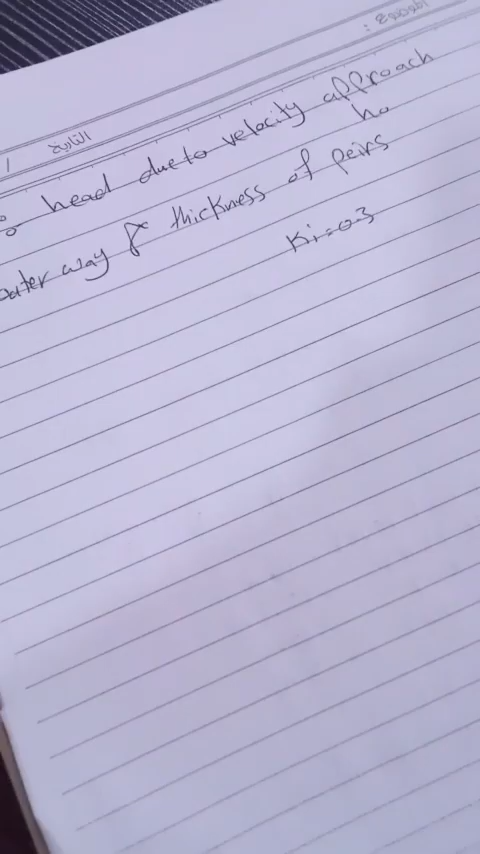 الموضوع :
التاريخ /
: head due to velocity approach
ha
water way & thickness of peirs
Ki=0.3